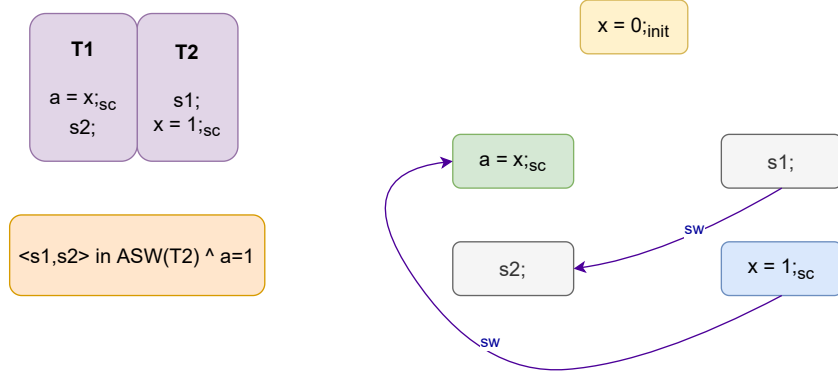 T1
a = x;sc
s2;
T2
s1;
x = 1;sc
<s1,s2> in ASW(T2) ^ a=1
x = 0;init
a = x;sc
s1;
sw
s2;
x = 1;sc
sw